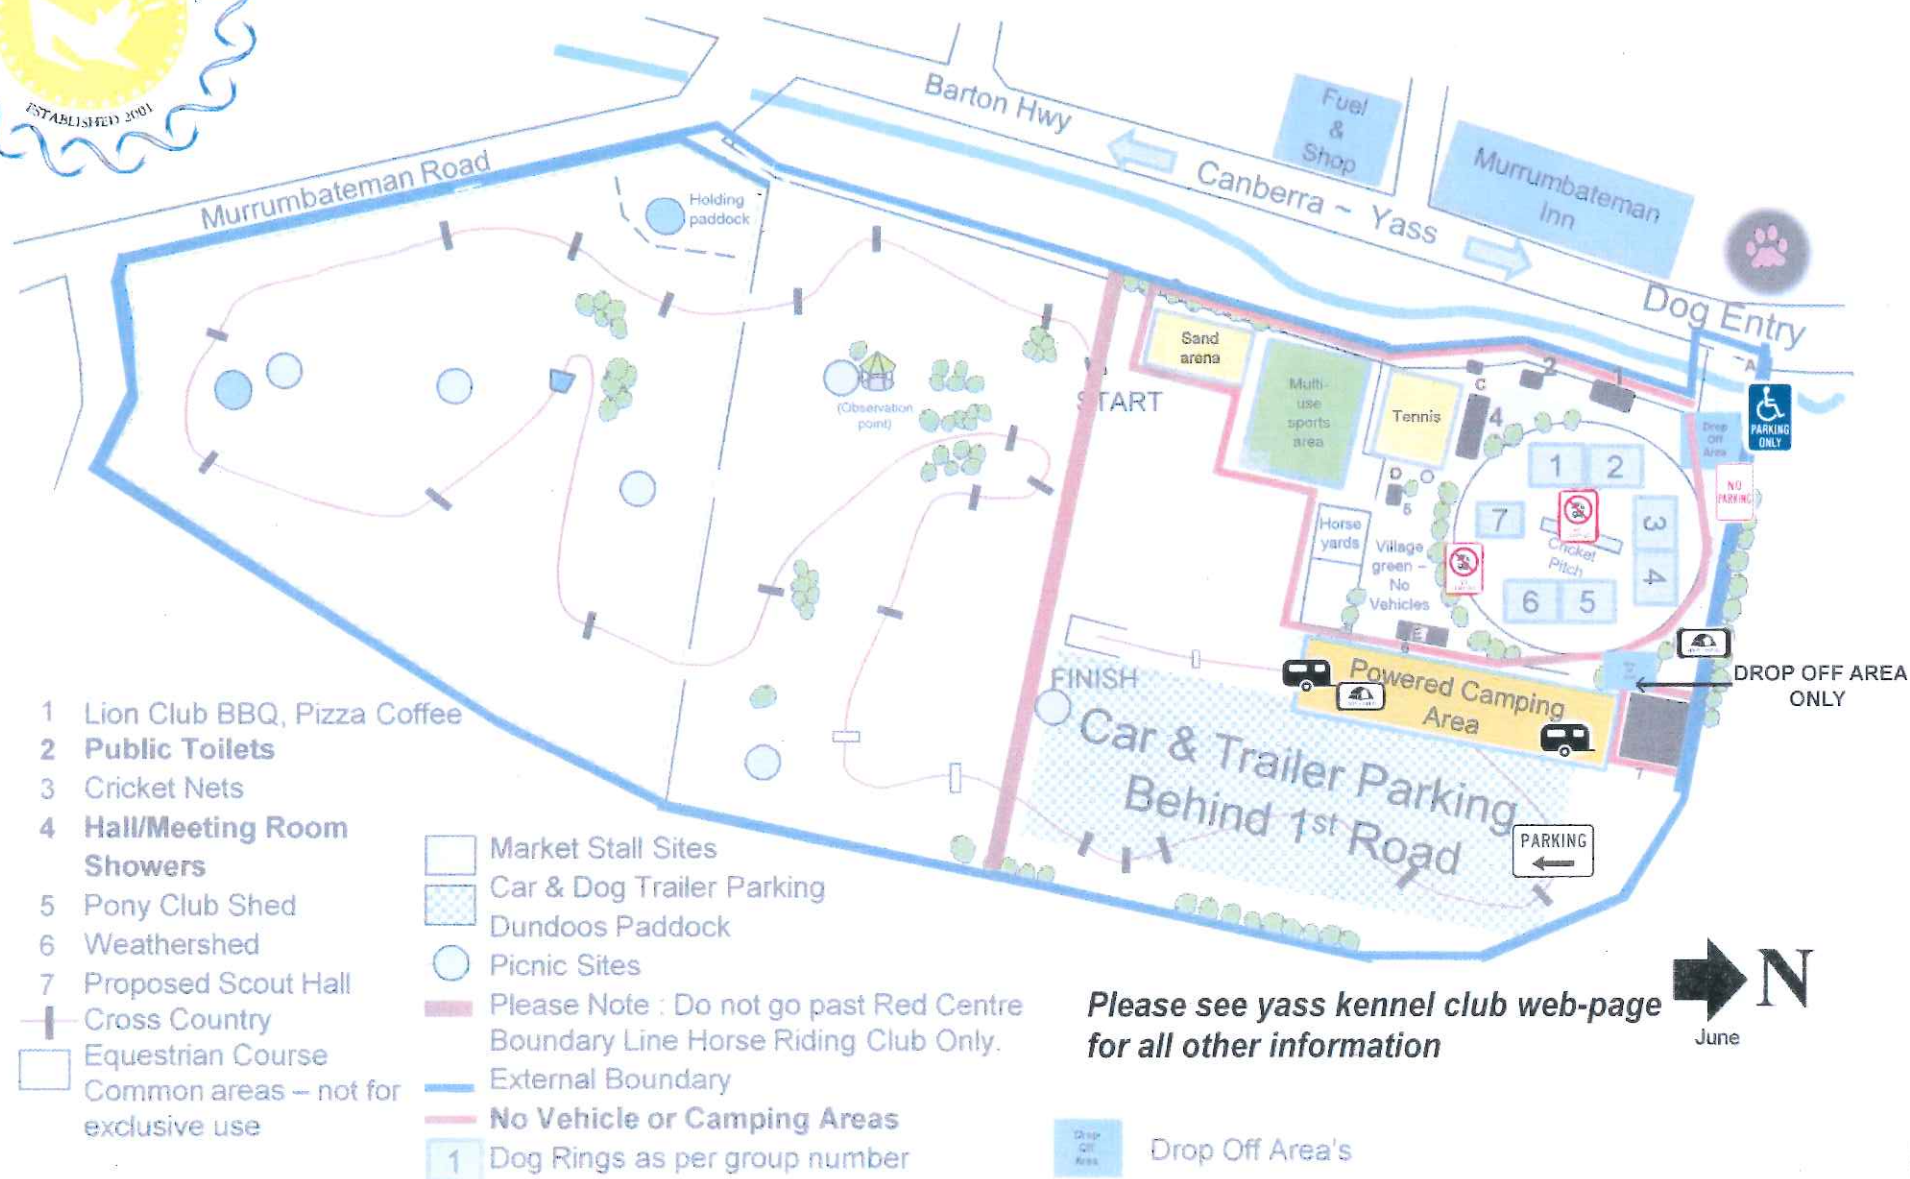 ESTABLISHED 2001
Murrumbateman Road
Barton Hwy
Canberra ~ Yass
Fuel
&
Shop
Murrumbateman
Inn
Dog Entry
Holding
paddock
(Observation
point)
START
Sand
arena
Multi-
use
sports
area
Tennis
C
2
1
4
A
Drop
Off
Area
PARKING
ONLY
NO
PARKING
D
5
1
2
3
4
5
6
7
Cricket
Pitch
Horse
yards
Village
green –
No
Vehicles
E
6
Powered Camping
Area
DROP OFF AREA
ONLY
7
FINISH
Car & Trailer Parking
Behind 1st Road
PARKING
1 Lion Club BBQ, Pizza Coffee
2 Public Toilets
3 Cricket Nets
4 Hall/Meeting Room
Showers
5 Pony Club Shed
6 Weathershed
7 Proposed Scout Hall
Cross Country
Equestrian Course
Common areas – not for
exclusive use
Market Stall Sites
Car & Dog Trailer Parking
Dundoos Paddock
Picnic Sites
Please Note : Do not go past Red Centre
Boundary Line Horse Riding Club Only.
External Boundary
No Vehicle or Camping Areas
1 Dog Rings as per group number
Please see yass kennel club web-page
for all other information
N
June
Drop
Off
Area
Drop Off Area's